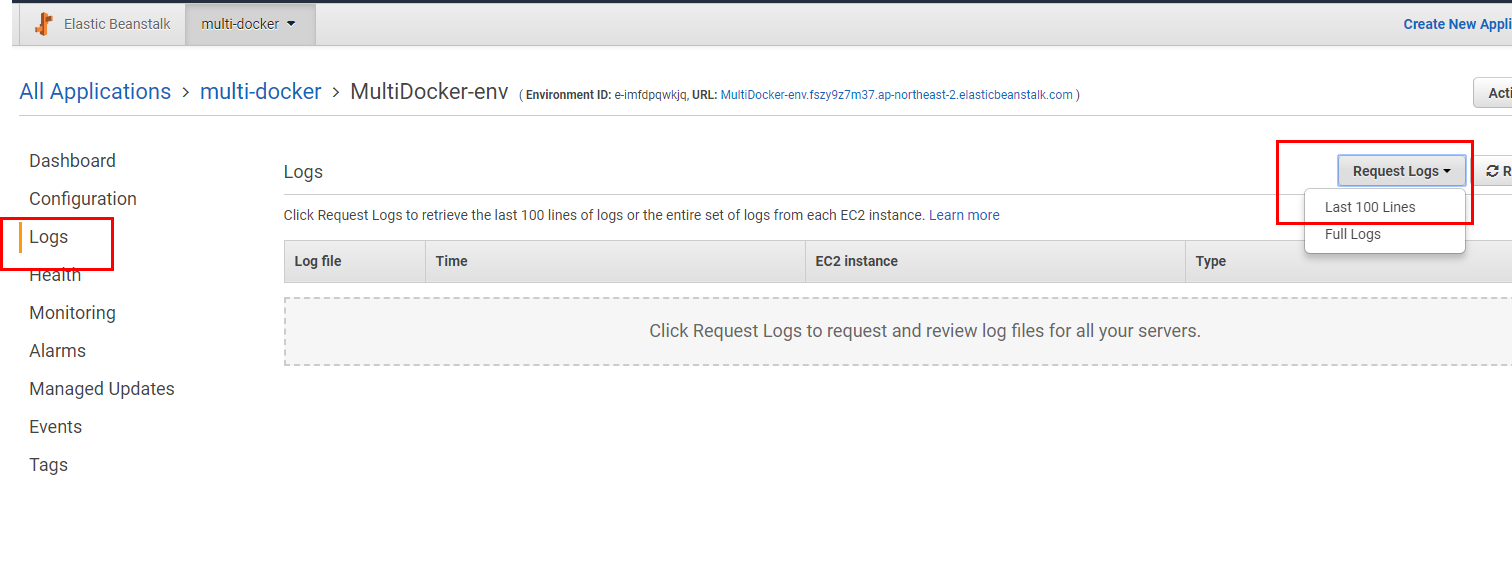 Elastic Beanstalk multi-docker Create New Appli
All Applications > multi-docker > MultiDocker-env ( Environment ID: e-imfdpqwkjq, URL: MultiDocker-env.fszy9z7m37.ap-northeast-2.elasticbeanstalk.com ) Acti
Dashboard
Configuration
Logs
Health
Monitoring
Alarms
Managed Updates
Events
Tags
Logs
Request Logs R
Last 100 Lines
Full Logs
Click Request Logs to retrieve the last 100 lines of logs or the entire set of logs from each EC2 instance. Learn more
Log file Time EC2 instance Type
Click Request Logs to request and review log files for all your servers.